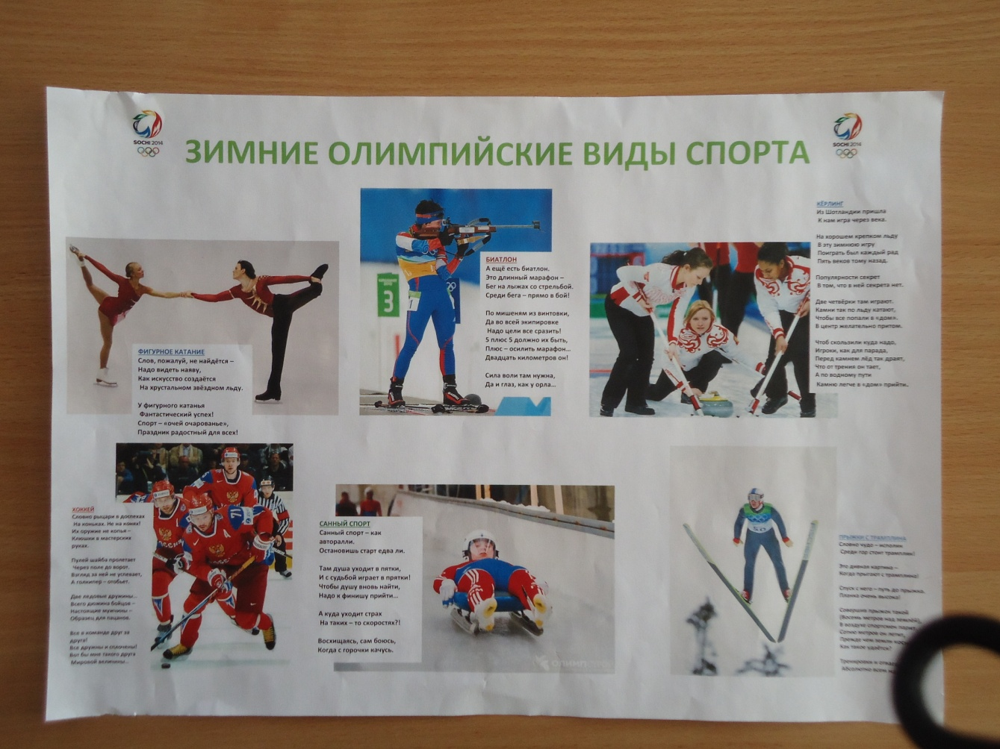 SOCHI 2014
ЗИМНИЕ ОЛИМПИЙСКИЕ ВИДЫ СПОРТА
SOCHI 2014
ФИГУРНОЕ КАТАНИЕ
Слов, пожалуй, не найдётся –
Надо видеть наяву,
Как искусство создаётся
На хрустальном звёздном льду.
У фигурного катанья
Фантастический успех!
Спорт – «очей очарованье»,
Праздник радостный для всех!
3
1
БИАТЛОН
А ещё есть биатлон.
Это длинный марафон –
Бег на лыжах со стрельбой.
Среди бега – прямо в бой!
По мишеням из винтовки,
Да во всей экипировке
Надо цели все сразить!
5 плюс 5 должно их быть,
Плюс – осилить марафон...
Двадцать километров он!
Сила воли там нужна,
Да и глаз, как у орла...
КЁРЛИНГ
Из Шотландии пришла
К нам игра через века.
На хорошем крепком льду
В эту зимнюю игру
Поиграть был каждый рад
Пять веков тому назад.
Популярности секрет
В том, что в ней секрета нет.
Две четвёрки там играют.
Камни так по льду катают,
Чтобы все попали в «дом».
В центр желательно притом.
Чтоб скользили куда надо,
Игроки, как для парада,
Перед камнем лёд так драят,
Что от трения он тает,
А по водному пути
Камню легче в «дом» прийти.
ХОККЕЙ
Словно рыцари в доспехах
На коньках. Не на конях!
Их оружие не копья –
Клюшки в мастерских
руках.
Пулей шайба пролетает
Через поле до ворот.
Взгляд за ней не успевает,
А голкипер – отобьет.
Две ледовые дружины...
Всего дюжина бойцов –
Настоящие мужчины –
Образец для пацанов.
Все в команде друг за
друга!
Все дружны и сплочены!
Вот бы мне такого друга
Мировой величины...
71
A
САННЫЙ СПОРТ
Санный спорт – как
авторалли.
Остановишь старт едва ли.
Там душа уходит в пятки,
И с судьбой играет в прятки!
Чтобы душу вновь найти,
Надо к финишу прийти...
А куда уходит страх
На таких – то скоростях?!
Восхищаясь, сам боюсь,
Когда с горочки качусь.
ПРЫЖКИ С ТРАМПЛИНА
Словно чудо – исполин
Среди гор стоит трамплин!
Это дивная картина –
Когда прыгают с трамплина!
Спуск с него – путь до прыжка.
Планка очень высока!
Совершив прыжок такой
(Восемь метров над землёй),
В воздухе спортсмен парит.
Сотню метров он летит,
Прежде чем земли
Как такое удаётся?
Тренировки и
Абсолютно всем